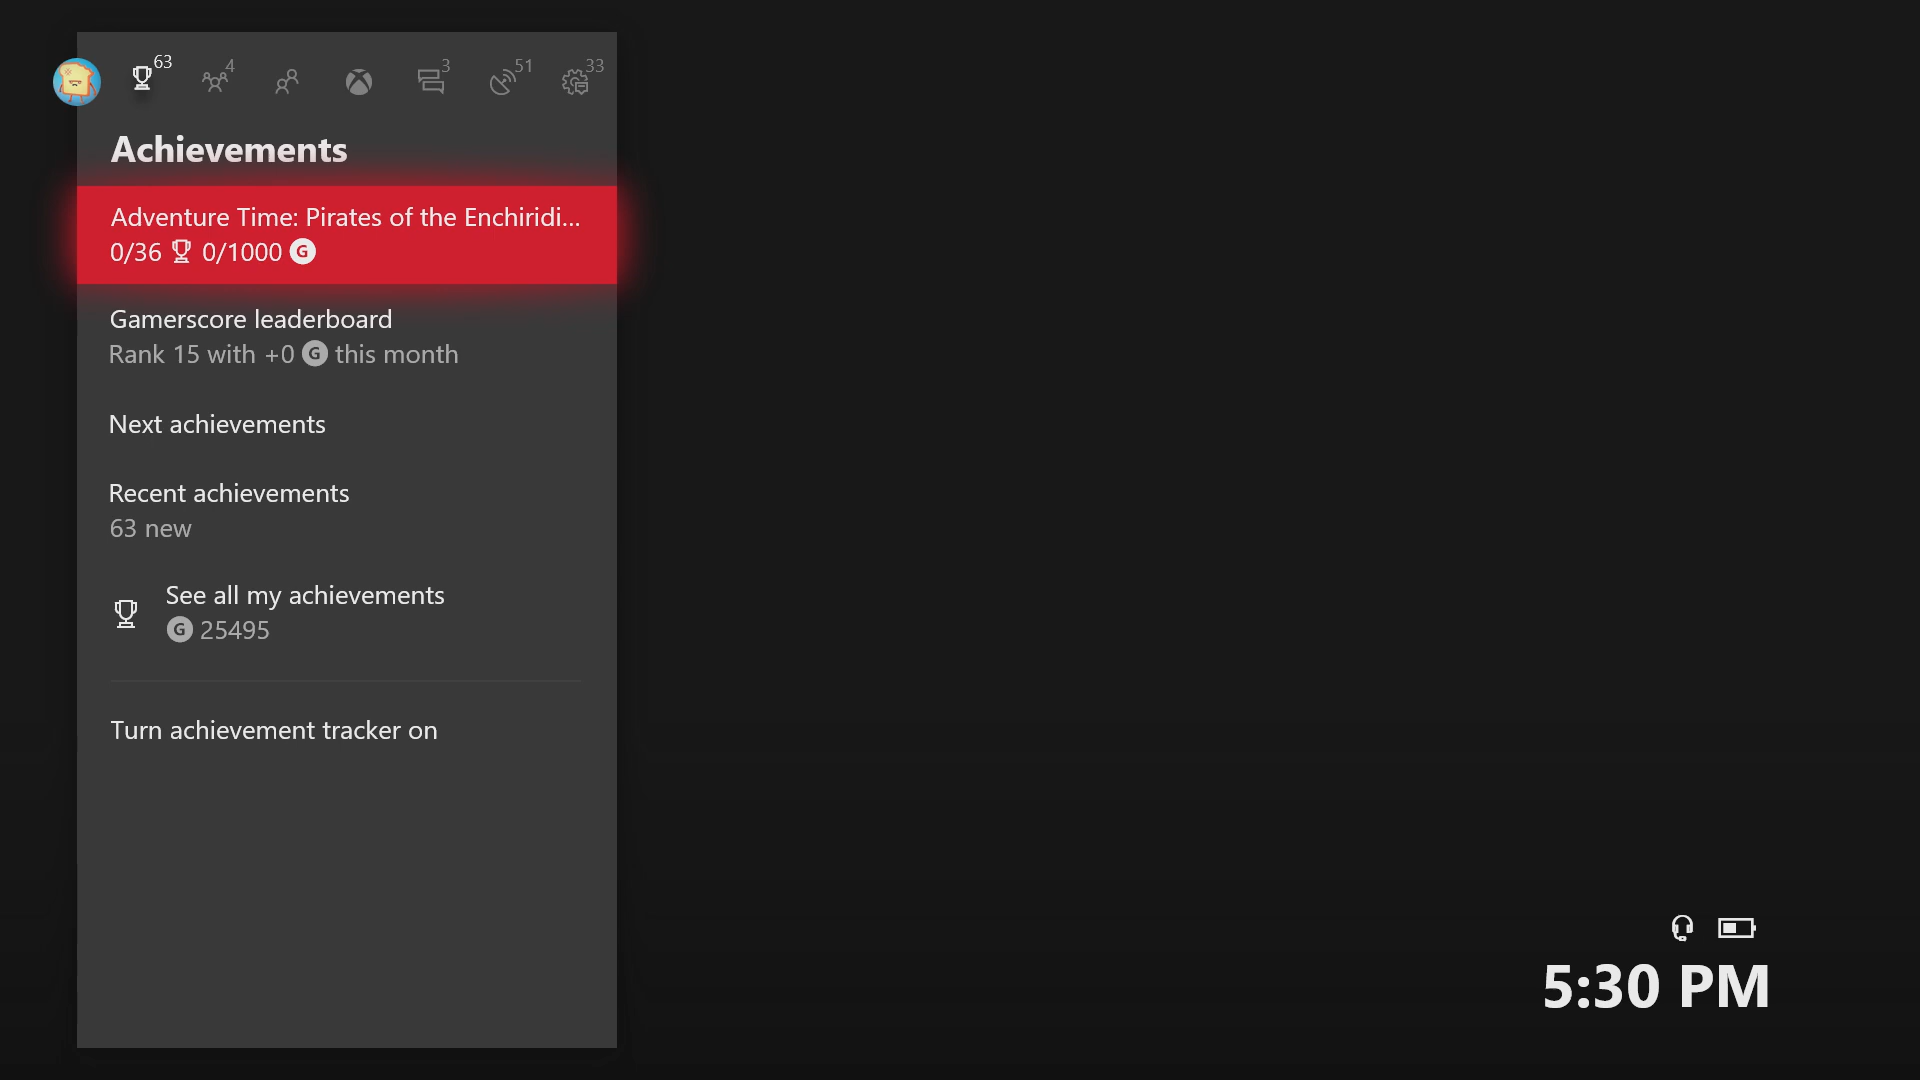 63
4
3
51
33
Achievements
Adventure Time: Pirates of the Enchiridi...
0/36 0/1000 G
Gamerscore leaderboard
Rank 15 with +0 G this month
Next achievements
Recent achievements
63 new
See all my achievements
G 25495
Turn achievement tracker on
5:30 PM